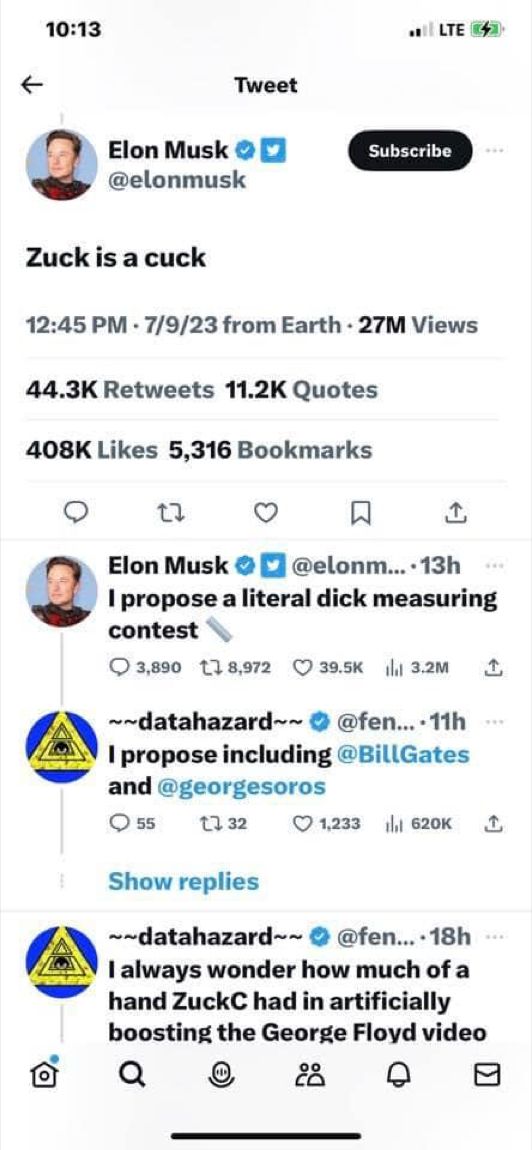 10:13 LTE
Tweet
Elon Musk Subscribe
@elonmusk
Zuck is a cuck
12:45 PM · 7/9/23 from Earth · 27M Views
44.3K Retweets 11.2K Quotes
408K Likes 5,316 Bookmarks
Elon Musk @elonm... · 13h
I propose a literal dick measuring
contest 📏
3,890 8,972 39.5K 3.2M
~~datahazard~~ @fen... · 11h
I propose including @BillGates
and @georgesoros
55 32 1,233 620K
Show replies
~~datahazard~~ @fen... · 18h
I always wonder how much of a
hand ZuckC had in artificially
boosting the George Floyd video